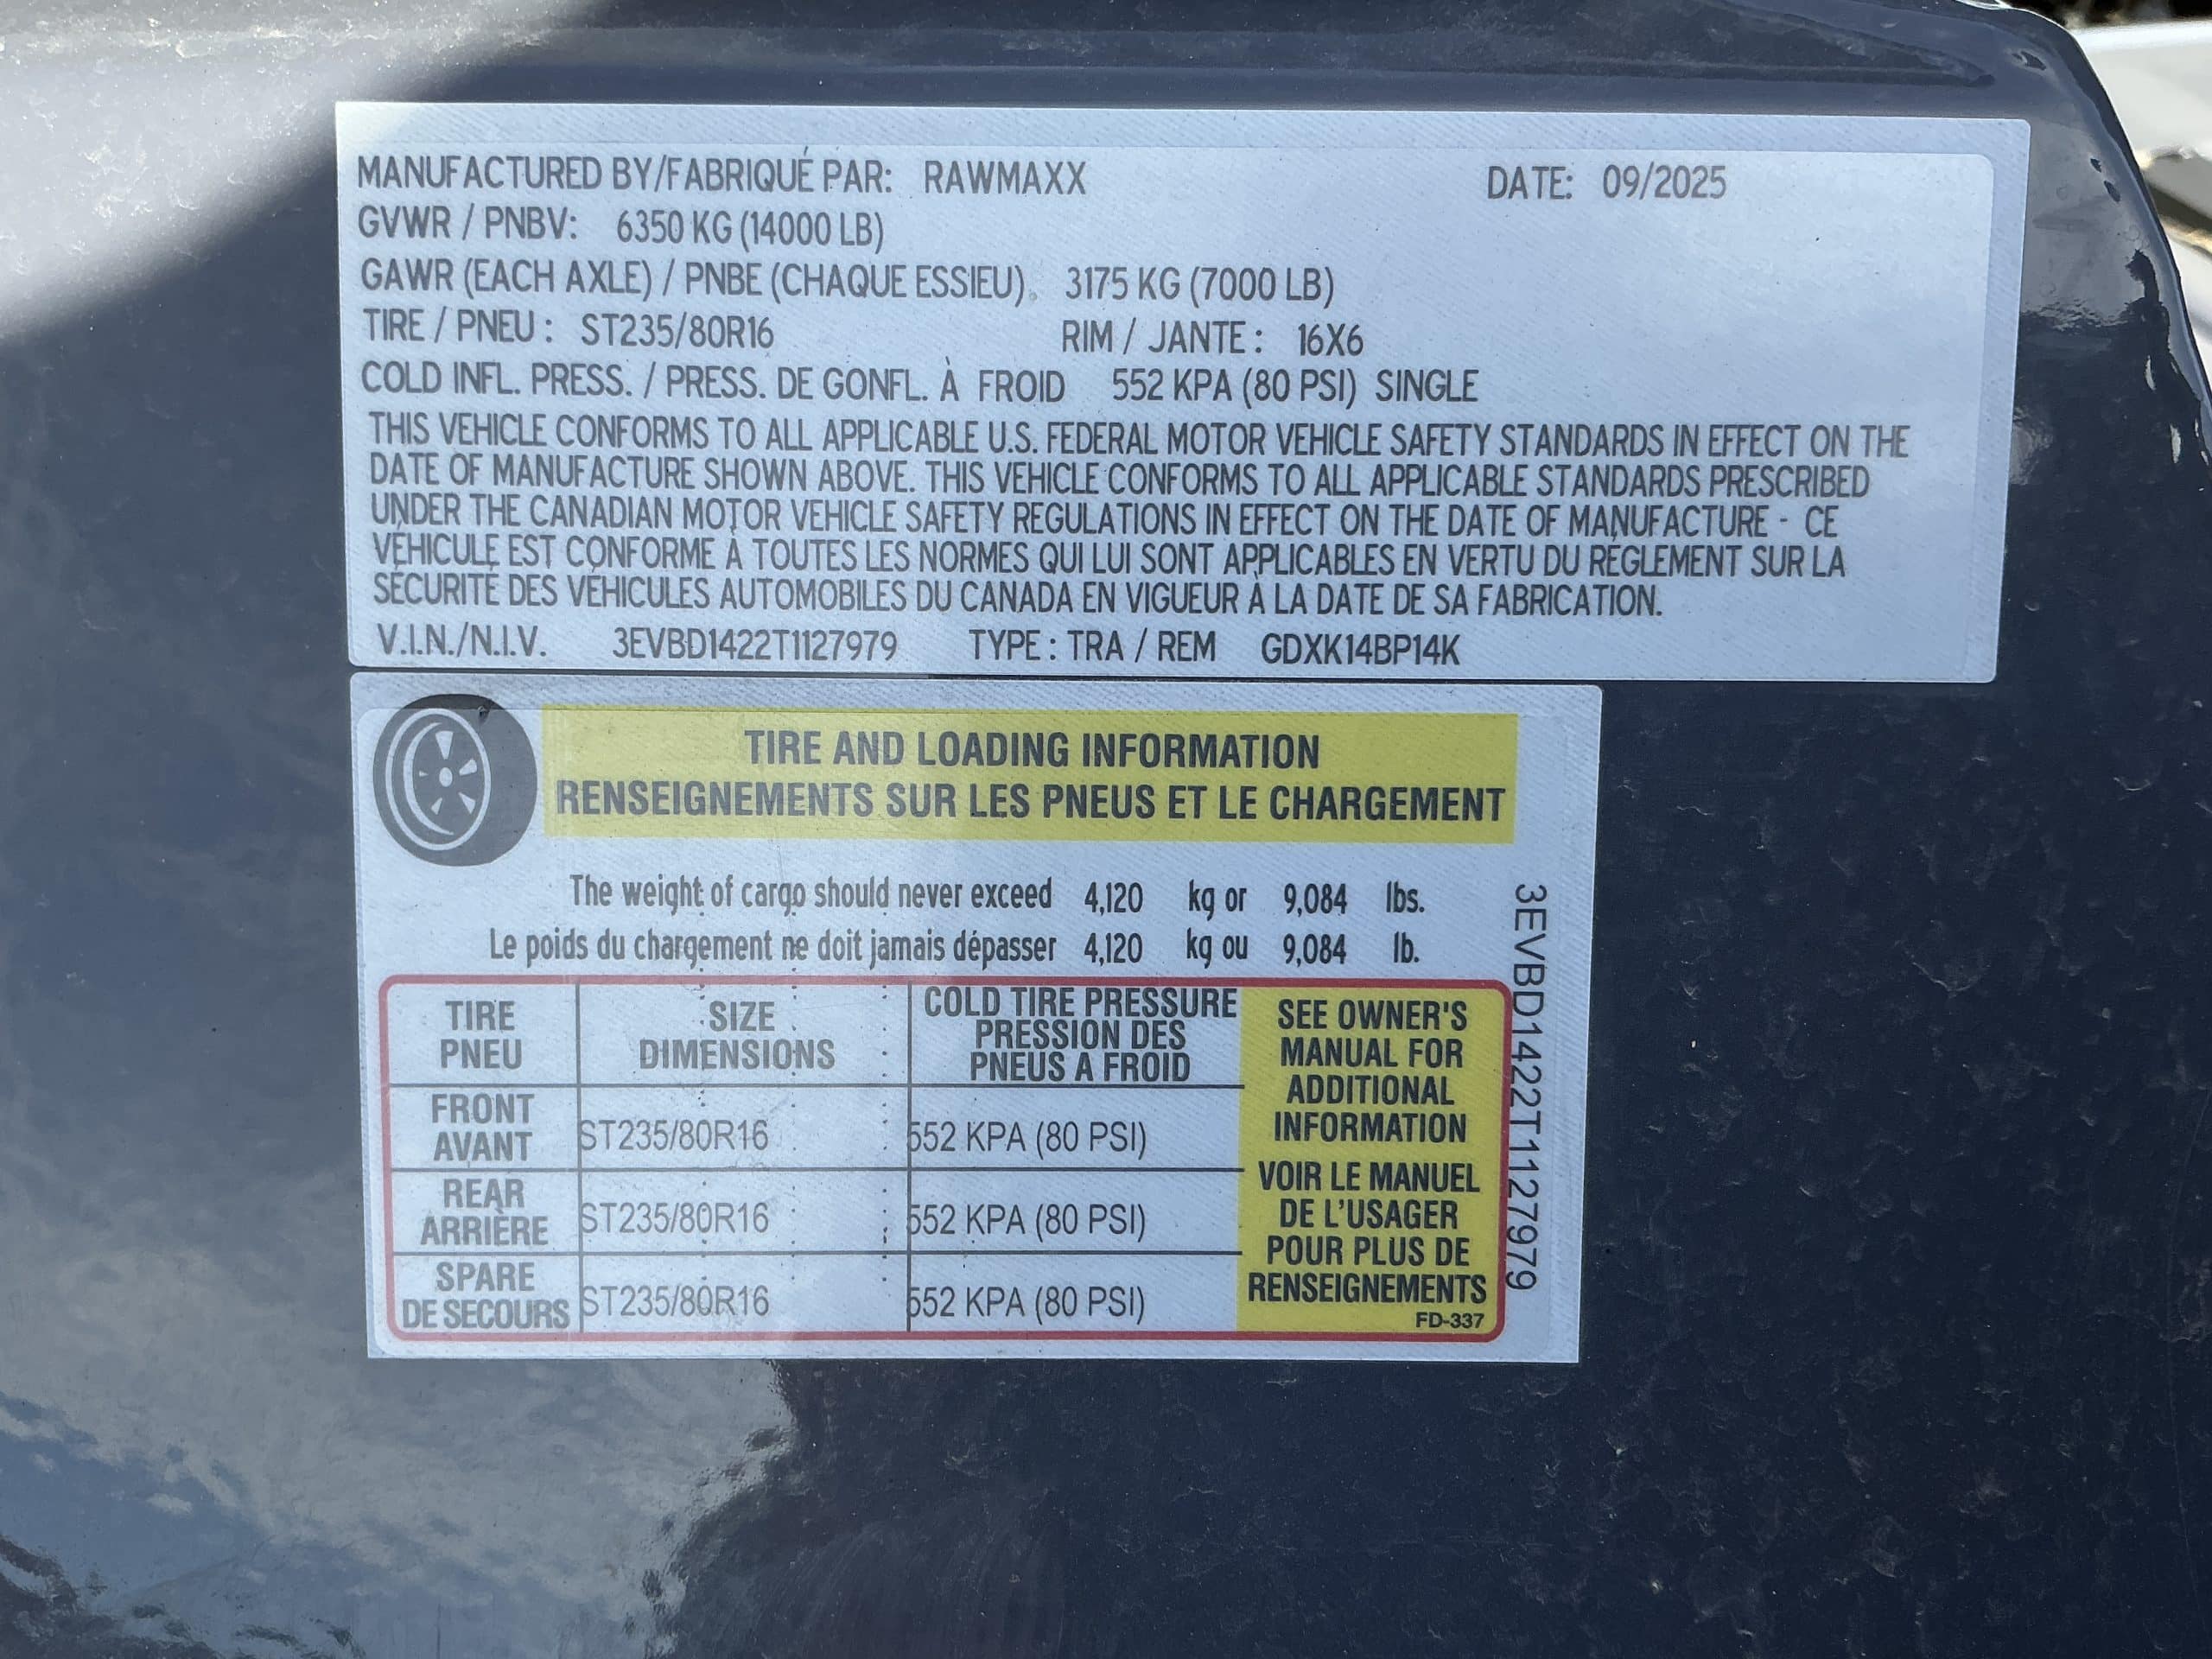 MANUFACTURED BY/FABRIQUÉ PAR: RAWMAXX DATE: 09/2025
GVWR / PNBV: 6350 KG (14000 LB)
GAWR (EACH AXLE) / PNBE (CHAQUE ESSIEU). 3175 KG (7000 LB)
TIRE / PNEU : ST235/80R16 RIM / JANTE : 16X6
COLD INFL. PRESS. / PRESS. DE GONFL. À FROID 552 KPA (80 PSI) SINGLE
THIS VEHICLE CONFORMS TO ALL APPLICABLE U.S. FEDERAL MOTOR VEHICLE SAFETY STANDARDS IN EFFECT ON THE
DATE OF MANUFACTURE SHOWN ABOVE. THIS VEHICLE CONFORMS TO ALL APPLICABLE STANDARDS PRESCRIBED
UNDER THE CANADIAN MOTOR VEHICLE SAFETY REGULATIONS IN EFFECT ON THE DATE OF MANUFACTURE - CE
VÉHICULE EST CONFORME À TOUTES LES NORMES QUI LUI SONT APPLICABLES EN VERTU DU RÈGLEMENT SUR LA
SÉCURITÉ DES VÉHICULES AUTOMOBILES DU CANADA EN VIGUEUR À LA DATE DE SA FABRICATION.
V.I.N./N.I.V. 3EVBD1422T1127979 TYPE : TRA / REM GDXK14BP14K
TIRE AND LOADING INFORMATION
RENSEIGNEMENTS SUR LES PNEUS ET LE CHARGEMENT
The weight of cargo should never exceed 4,120 kg or 9,084 lbs.
Le poids du chargement ne doit jamais dépasser 4,120 kg ou 9,084 lb.
TIRE
PNEU
SIZE
DIMENSIONS
COLD TIRE PRESSURE
PRESSION DES
PNEUS A FROID
FRONT
AVANT
ST235/80R16
552 KPA (80 PSI)
REAR
ARRIÈRE
ST235/80R16
552 KPA (80 PSI)
SPARE
DE SECOURS
ST235/80R16
552 KPA (80 PSI)
SEE OWNER'S
MANUAL FOR
ADDITIONAL
INFORMATION
VOIR LE MANUEL
DE L'USAGER
POUR PLUS DE
RENSEIGNEMENTS
FD-337
3EVBD1422T1127979